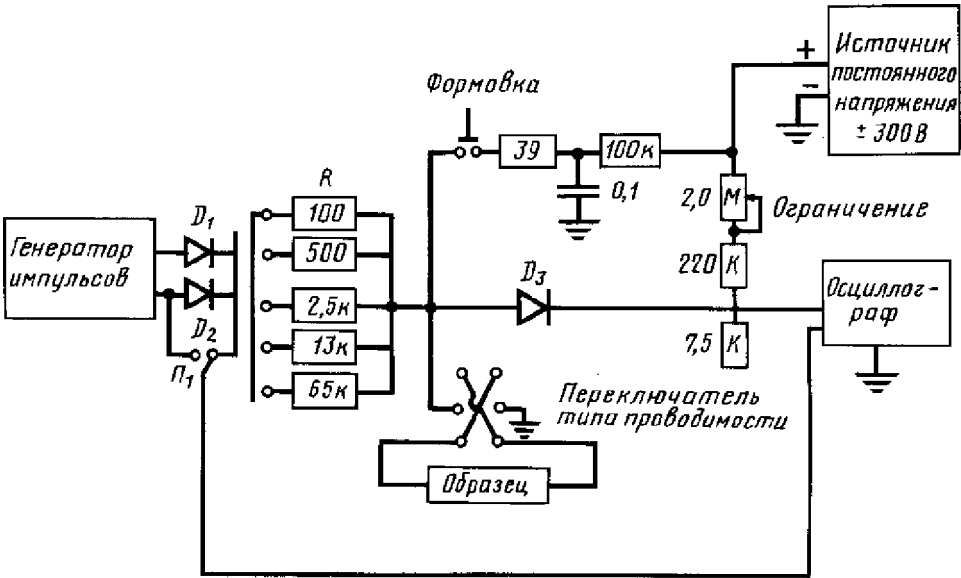 Источник
постоянного
напряжения
± 300В
+
-
Формовка
39
100к
0,1
2,0 М
Ограничение
220 К
7,5 К
R
100
500
2,5к
13к
65к
Генератор
импульсов
D₁
D₂
П₁
D₃
Осциллог-
раф
Переключатель
типа проводимости
Образец